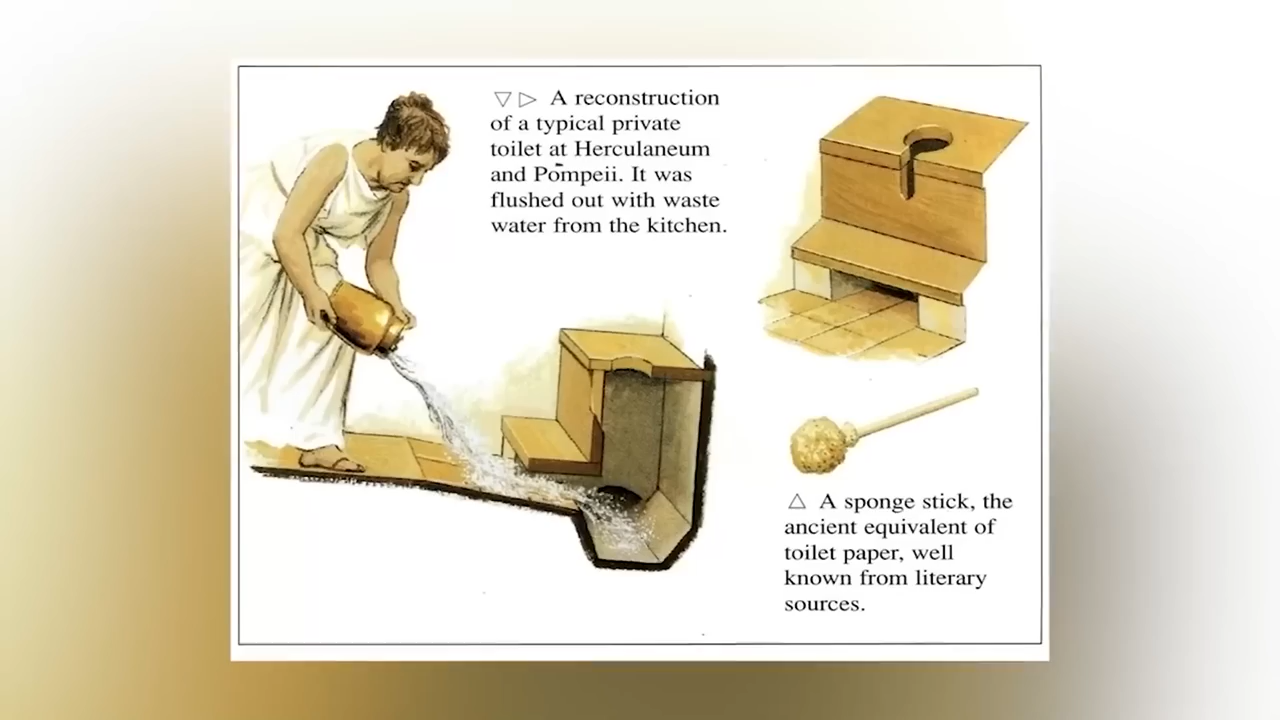 ▽ ▷ A reconstruction
of a typical private
toilet at Herculaneum
and Pompeii. It was
flushed out with waste
water from the kitchen.
△ A sponge stick, the
ancient equivalent of
toilet paper, well
known from literary
sources.